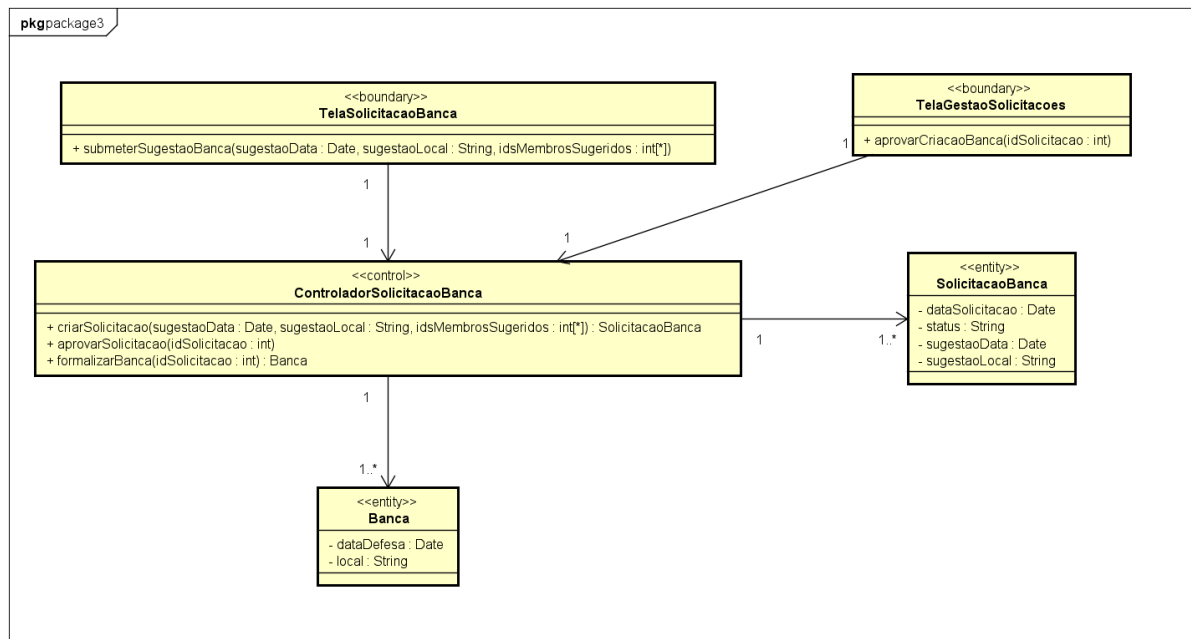 pkg package3
<<boundary>>
TelaSolicitacaoBanca
+ submeterSugestaoBanca(sugestaoData : Date, sugestaoLocal : String, idsMembrosSugeridos : int[*])
<<boundary>>
TelaGestaoSolicitacoes
+ aprovarCriacaoBanca(idSolicitacao : int)
1
1
1
1
<<control>>
ControladorSolicitacaoBanca
+ criarSolicitacao(sugestaoData : Date, sugestaoLocal : String, idsMembrosSugeridos : int[*]) : SolicitacaoBanca
+ aprovarSolicitacao(idSolicitacao : int)
+ formalizarBanca(idSolicitacao : int) : Banca
1
1..*
<<entity>>
SolicitacaoBanca
- dataSolicitacao : Date
- status : String
- sugestaoData : Date
- sugestaoLocal : String
1
1..*
<<entity>>
Banca
- dataDefesa : Date
- local : String